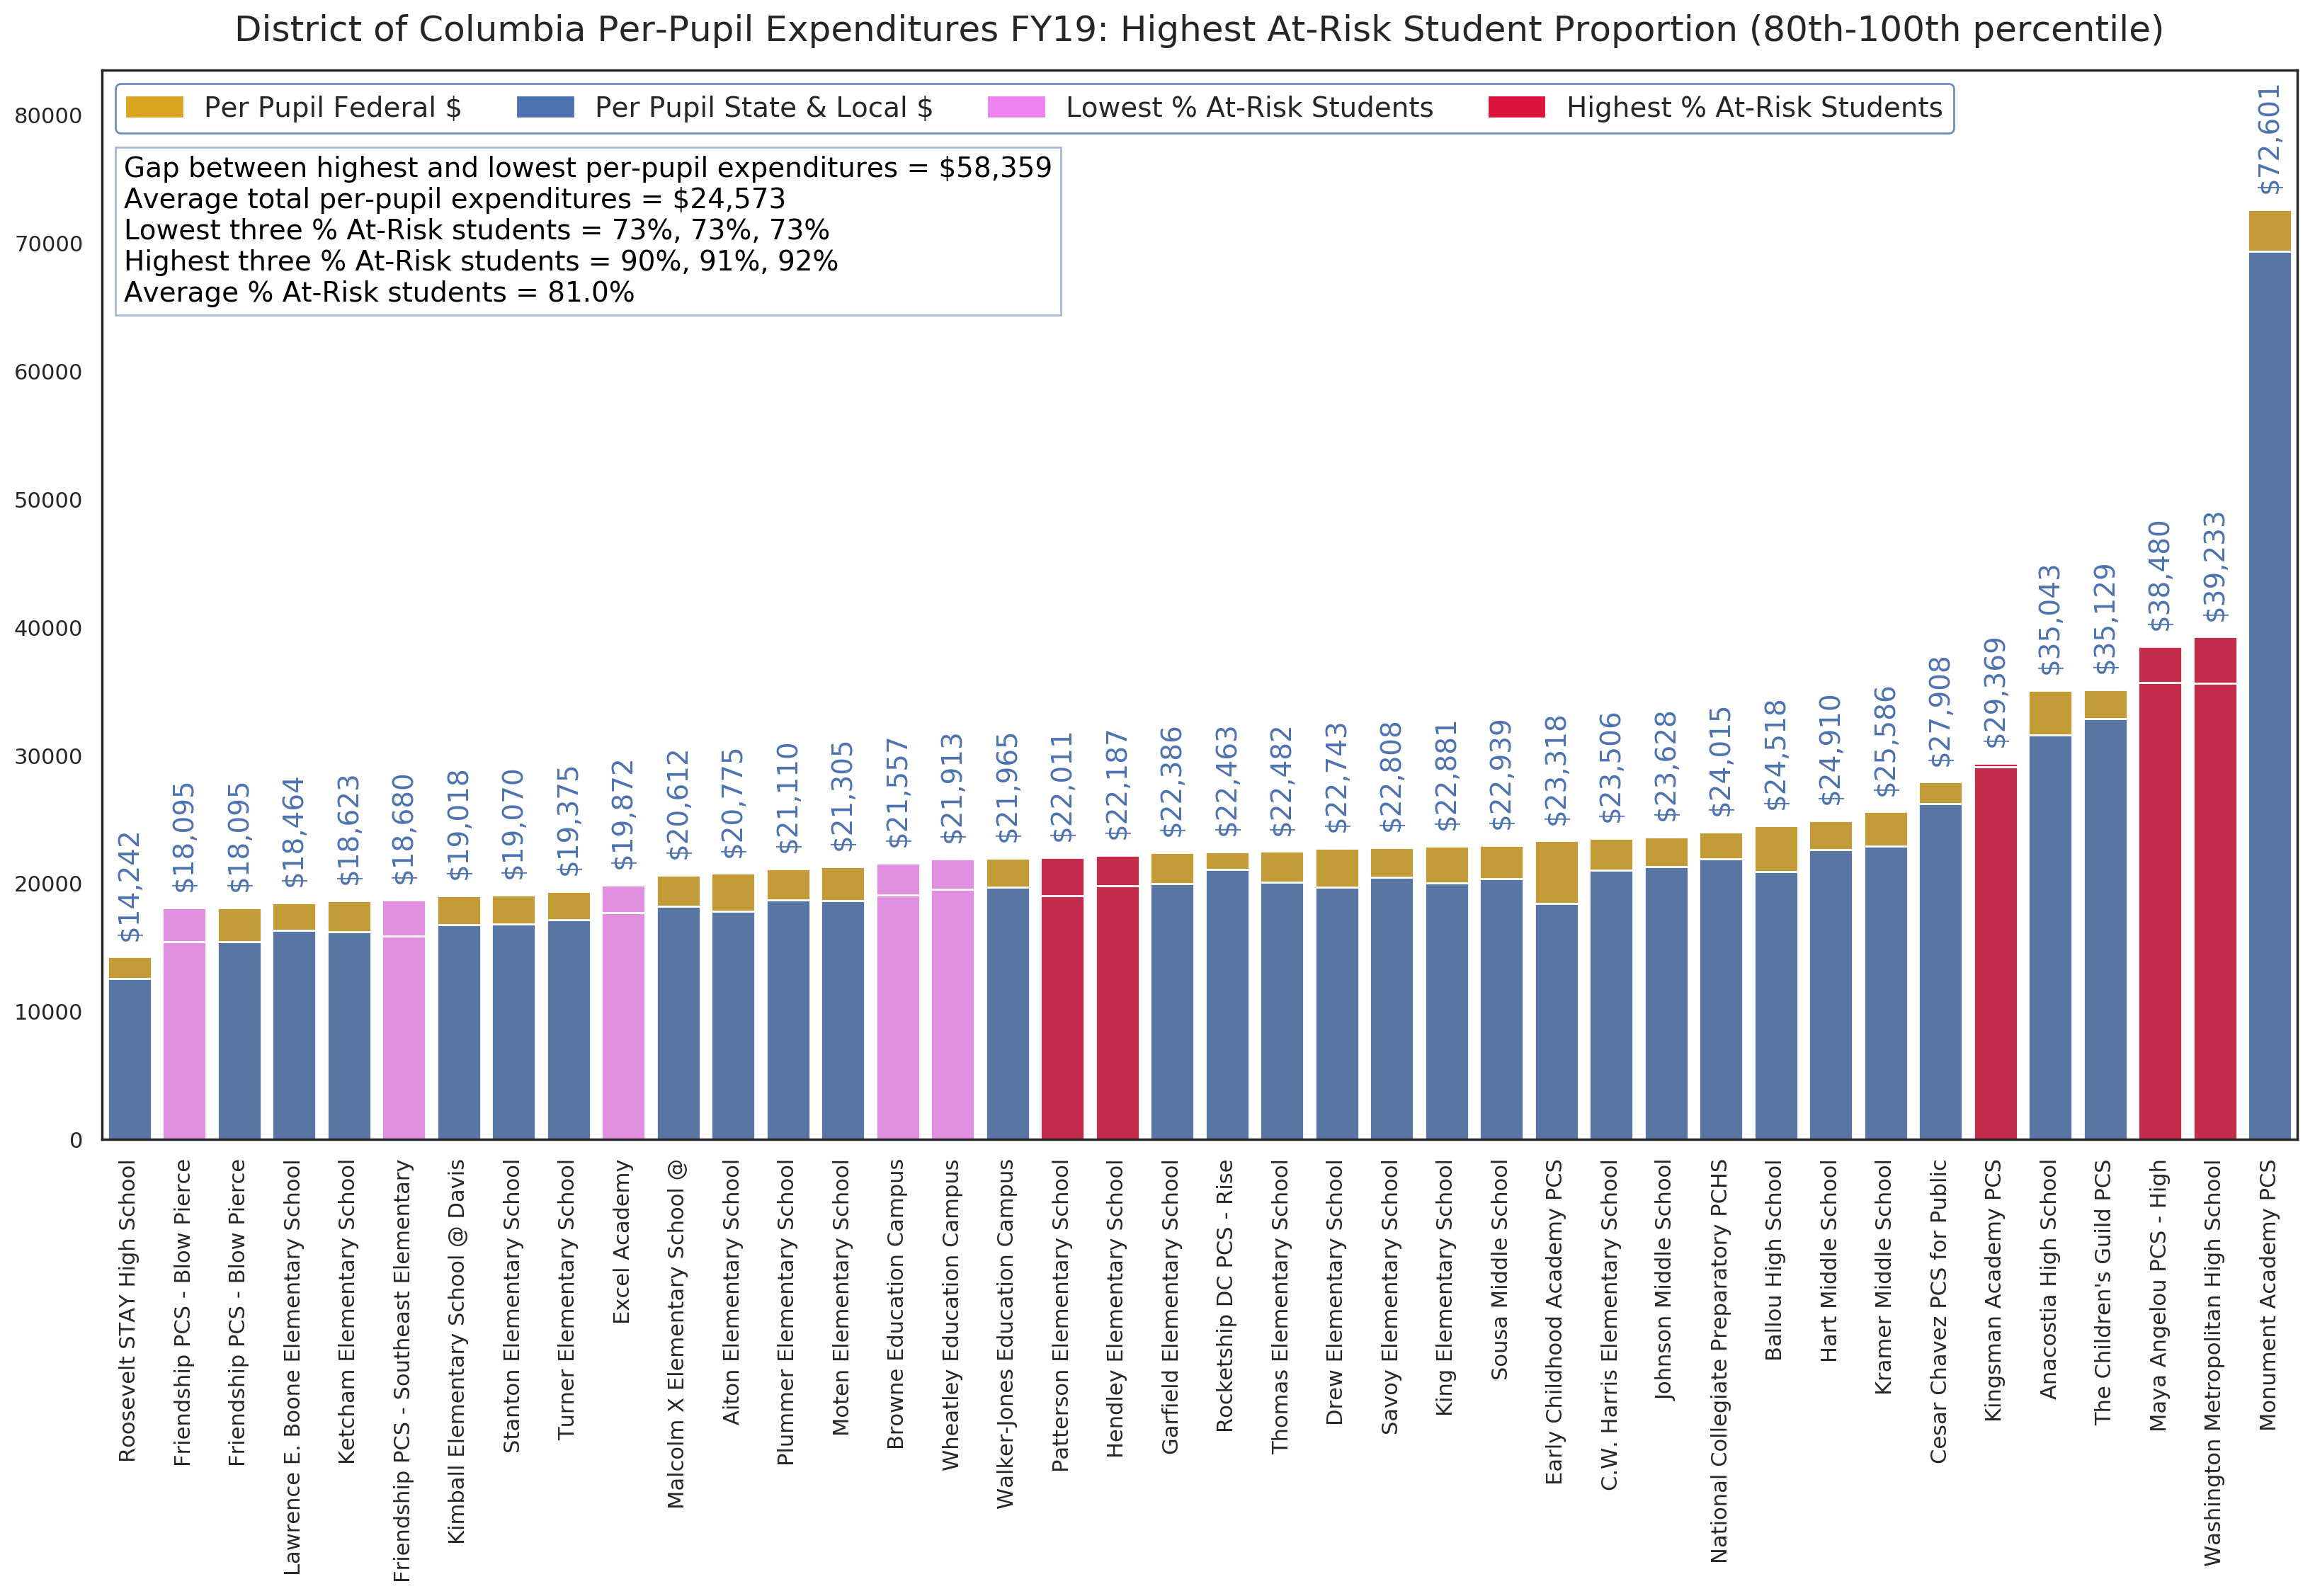 District of Columbia Per-Pupil Expenditures FY19: Highest At-Risk Student Proportion (80th-100th percentile)
Per Pupil Federal $
Per Pupil State & Local $
Lowest % At-Risk Students
Highest % At-Risk Students
Gap between highest and lowest per-pupil expenditures = $58,359
Average total per-pupil expenditures = $24,573
Lowest three % At-Risk students = 73%, 73%, 73%
Highest three % At-Risk students = 90%, 91%, 92%
Average % At-Risk students = 81.0%
80000
70000
60000
50000
40000
30000
20000
10000
0
$14,242
$18,095
$18,095
$18,464
$18,623
$18,680
$19,018
$19,070
$19,375
$19,872
$20,612
$20,775
$21,110
$21,305
$21,557
$21,913
$21,965
$22,011
$22,187
$22,386
$22,463
$22,482
$22,743
$22,808
$22,881
$22,939
$23,318
$23,506
$23,628
$24,015
$24,518
$24,910
$25,586
$27,908
$29,369
$35,043
$35,129
$38,480
$39,233
$72,601
Roosevelt STAY High School
Friendship PCS - Blow Pierce
Friendship PCS - Blow Pierce
Lawrence E. Boone Elementary School
Ketcham Elementary School
Friendship PCS - Southeast Elementary
Kimball Elementary School @ Davis
Stanton Elementary School
Turner Elementary School
Excel Academy
Malcolm X Elementary School @
Aiton Elementary School
Plummer Elementary School
Moten Elementary School
Browne Education Campus
Wheatley Education Campus
Walker-Jones Education Campus
Patterson Elementary School
Hendley Elementary School
Garfield Elementary School
Rocketship DC PCS - Rise
Thomas Elementary School
Drew Elementary School
Savoy Elementary School
King Elementary School
Sousa Middle School
Early Childhood Academy PCS
C.W. Harris Elementary School
Johnson Middle School
National Collegiate Preparatory PCHS
Ballou High School
Hart Middle School
Kramer Middle School
Cesar Chavez PCS for Public
Kingsman Academy PCS
Anacostia High School
The Children's Guild PCS
Maya Angelou PCS - High
Washington Metropolitan High School
Monument Academy PCS